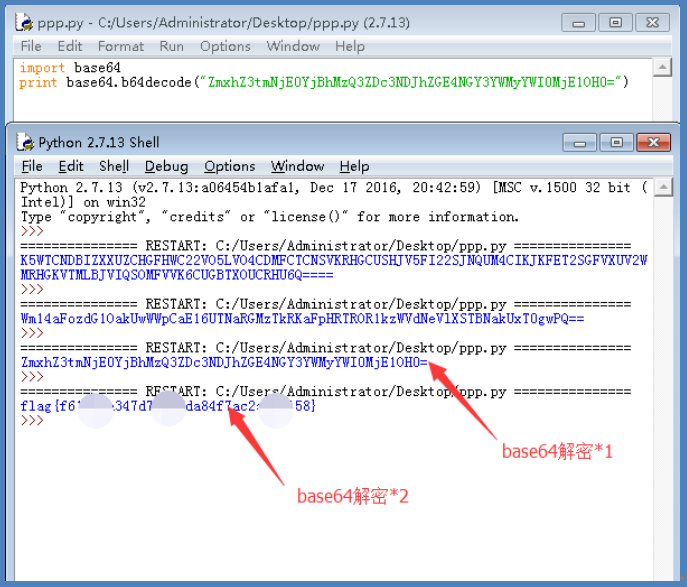 ppp.py - C:/Users/Administrator/Desktop/ppp.py (2.7.13)
File Edit Format Run Options Window Help
import base64
print base64.b64decode("ZmxhZ3tmNjE0YjBhMzQ3ZDc3NDJhZGE4NGY3YWMyYWI0MjE1OH0=")
Python 2.7.13 Shell
File Edit Shell Debug Options Window Help
Python 2.7.13 (v2.7.13:a06454b1afa1, Dec 17 2016, 20:42:59) [MSC v.1500 32 bit (
Intel)] on win32
Type "copyright", "credits" or "license()" for more information.
>>>
=============== RESTART: C:/Users/Administrator/Desktop/ppp.py ===============
K5WTCNDBIZXXUZCHGFHWC22VO5LVO4CDMFCTCNSVKRHGCUSHJV5FI22SJNQUM4CIKJKFET2SGFVXUV2W
MRHGKVTMLBJVIQSOMFVVK6CUGBTXOUCRHU6Q====
>>>
=============== RESTART: C:/Users/Administrator/Desktop/ppp.py ===============
Wm14aFozdG1OakUwWWpCaE16UTNaRGMzTkRKaFpHRTROR1kzWVdNeVlXSTBNakUxT0gwPQ==
>>>
=============== RESTART: C:/Users/Administrator/Desktop/ppp.py ===============
ZmxhZ3tmNjE0YjBhMzQ3ZDc3NDJhZGE4NGY3YWMyYWI0MjE1OH0=
>>>
=============== RESTART: C:/Users/Administrator/Desktop/ppp.py ===============
flag{f6 347d7 da84f7ac2 58}
>>>
base64解密*1
base64解密*2